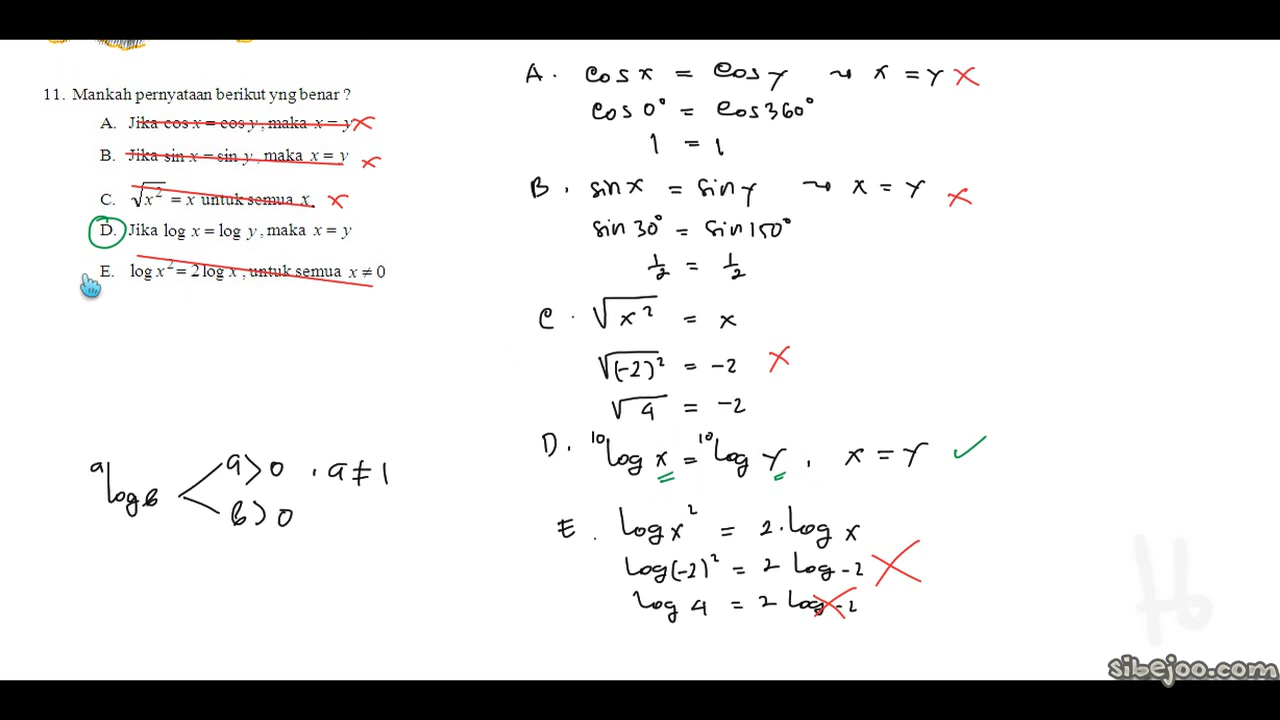 11. Mankah pernyataan berikut yng benar ?
A. Jika cos x = cos y, maka x = y ×
B. Jika sin x = sin y, maka x = y ×
C. √x² = x untuk semua x. ×
D. Jika log x = log y, maka x = y
E. log x² = 2 log x, untuk semua x ≠ 0
ᵃlog b < a > 0 , a ≠ 1
b > 0
A. cos x = cos y ⤳ x = y ×
cos 0° = cos 360°
1 = 1
B. sin x = sin y ⤳ x = y ×
sin 30° = sin 150°
½ = ½
C. √x² = x
√(-2)² = -2 ×
√4 = -2
D. ¹⁰log x = ¹⁰log y , x = y ✓
E. log x² = 2 . log x
log (-2)² = 2 log -2 ×
log 4 = 2 log -2
sibejoo.com